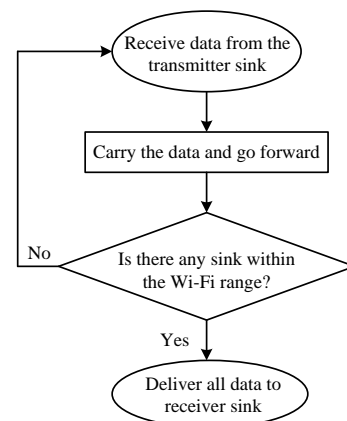 Receive data from the
transmitter sink
Carry the data and go forward
Is there any sink within
the Wi-Fi range?
No
Yes
Deliver all data to
receiver sink